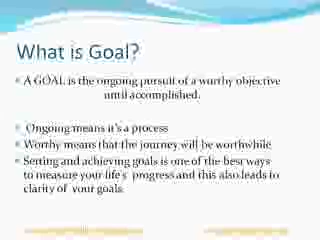 What is Goal?
A GOAL is the ongoing pursuit of a worthy objective
until accomplished.
Ongoing means it's a process
Worthy means that the journey will be worthwhile
Setting and achieving goals is one of the best ways
to measure your life's progress and this also leads to
clarity of your goals